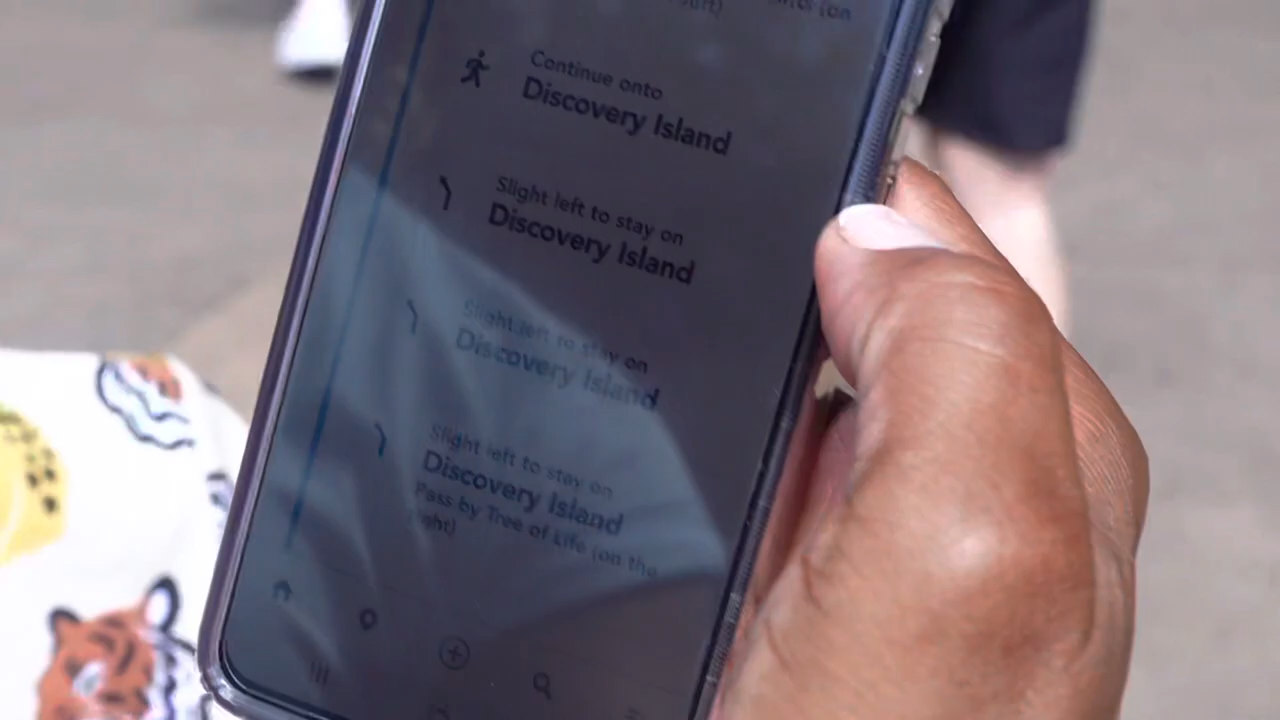 Continue onto
Discovery Island
Slight left to stay on
Discovery Island
Slight left to stay on
Discovery Island
Slight left to stay on
Discovery Island
Pass by Tree of Life (on the